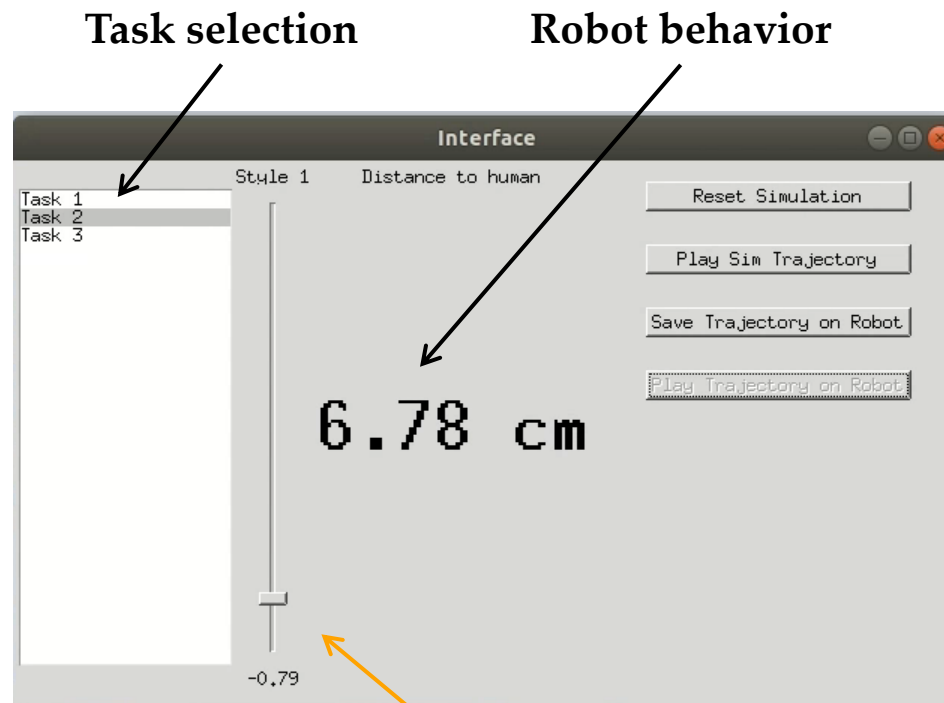 Task selection
Robot behavior
Interface
Style 1
Distance to human
Task 1
Task 2
Task 3
Reset Simulation
Play Sim Trajectory
Save Trajectory on Robot
Play Trajectory on Robot
6.78 cm
-0.79